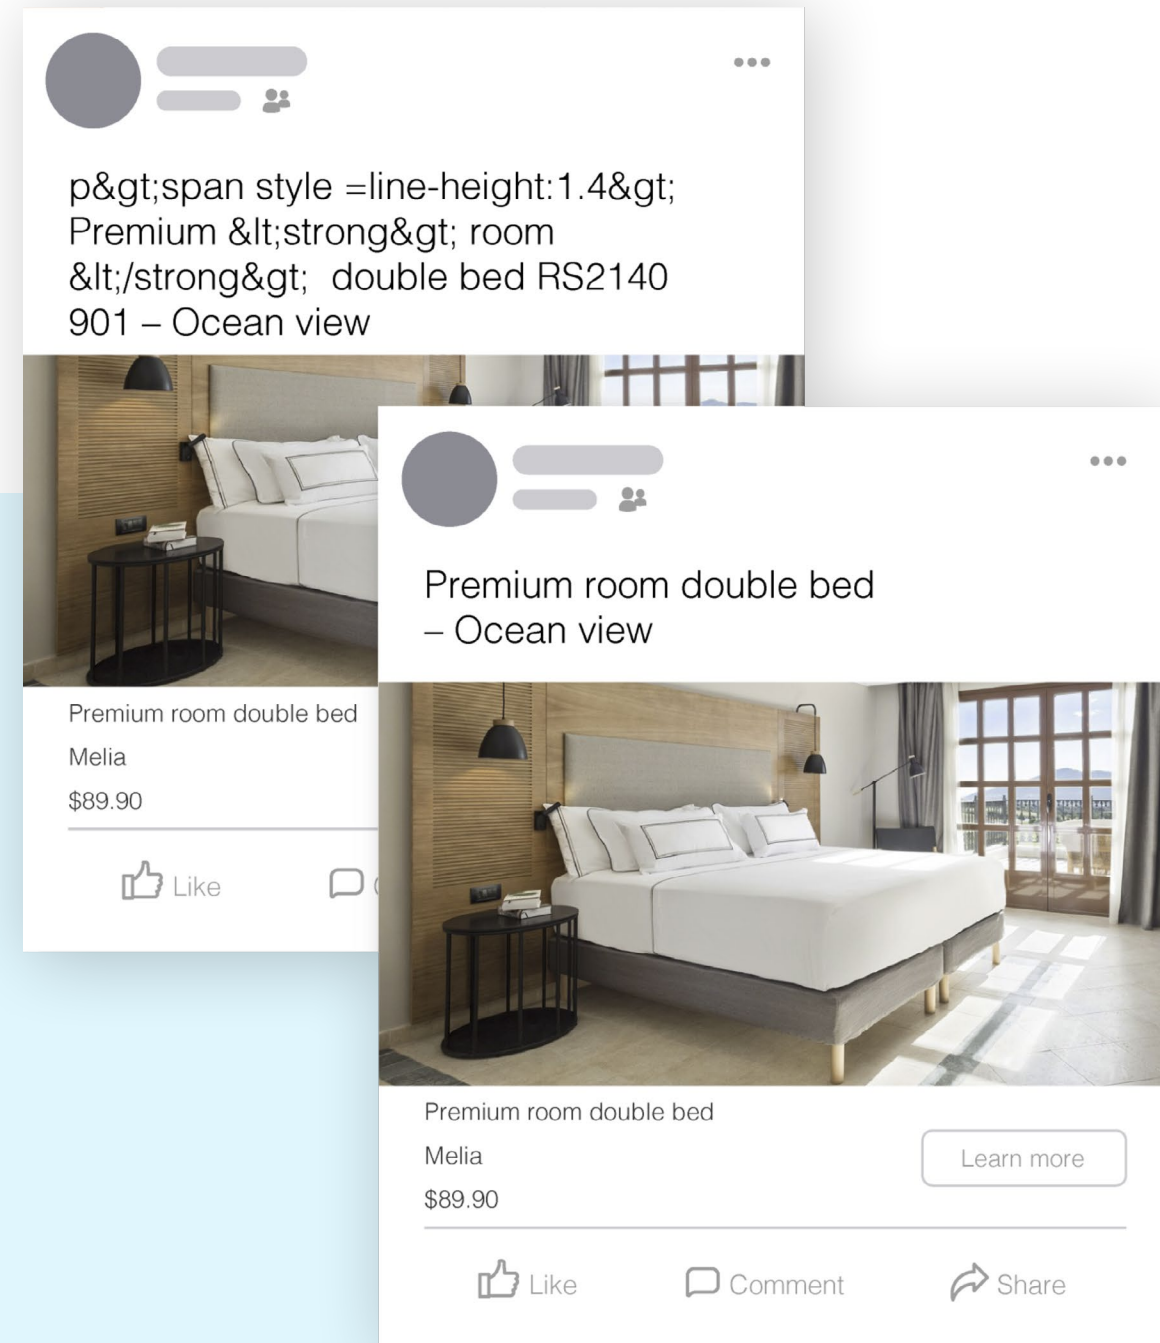 p&gt;span style =line-height:1.4&gt;
Premium &lt;strong&gt; room
&lt;/strong&gt;  double bed RS2140
901 – Ocean view
Premium room double bed
Melia
$89.90
Like
Premium room double bed
– Ocean view
Premium room double bed
Melia
$89.90
Learn more
Like
Comment
Share